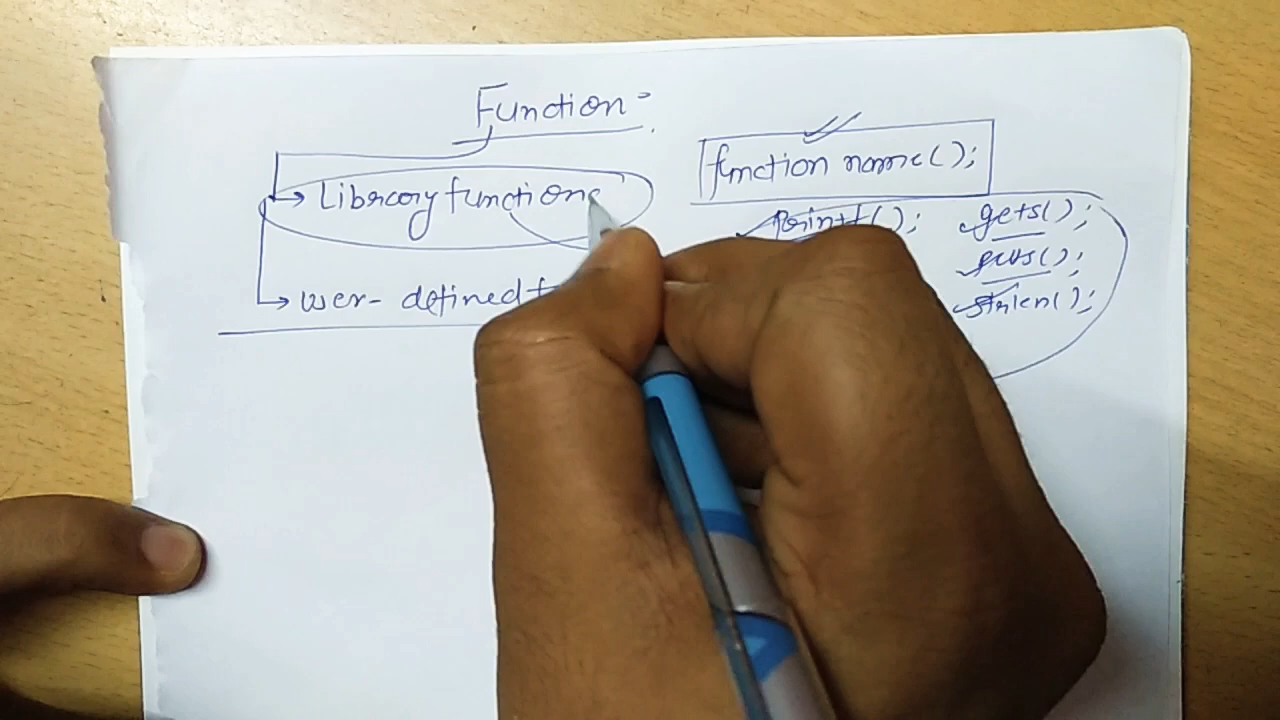 Function:
Library functions
function name();
printf(); gets();
puts();
user-defined
strlen();